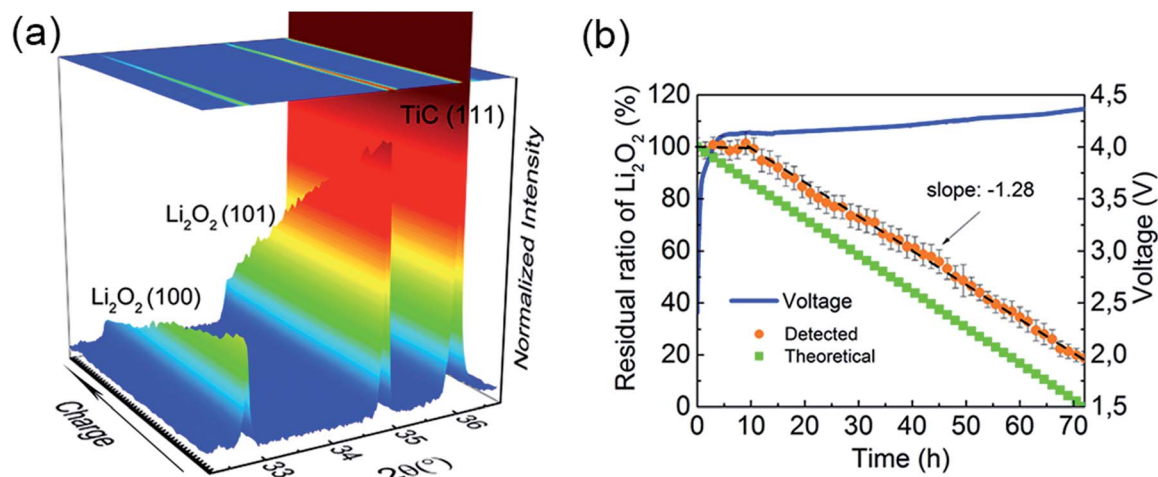 (a)
TiC (111)
Li₂O₂ (101)
Li₂O₂ (100)
Normalized Intensity
Charge
33
34
35
36
2θ(°)
(b)
Residual ratio of Li₂O₂ (%)
120
100
80
60
40
20
0
4,5
4,0
3,5
3,0
2,5
2,0
1,5
Voltage (V)
slope: -1.28
Voltage
Detected
Theoretical
0 10 20 30 40 50 60 70
Time (h)